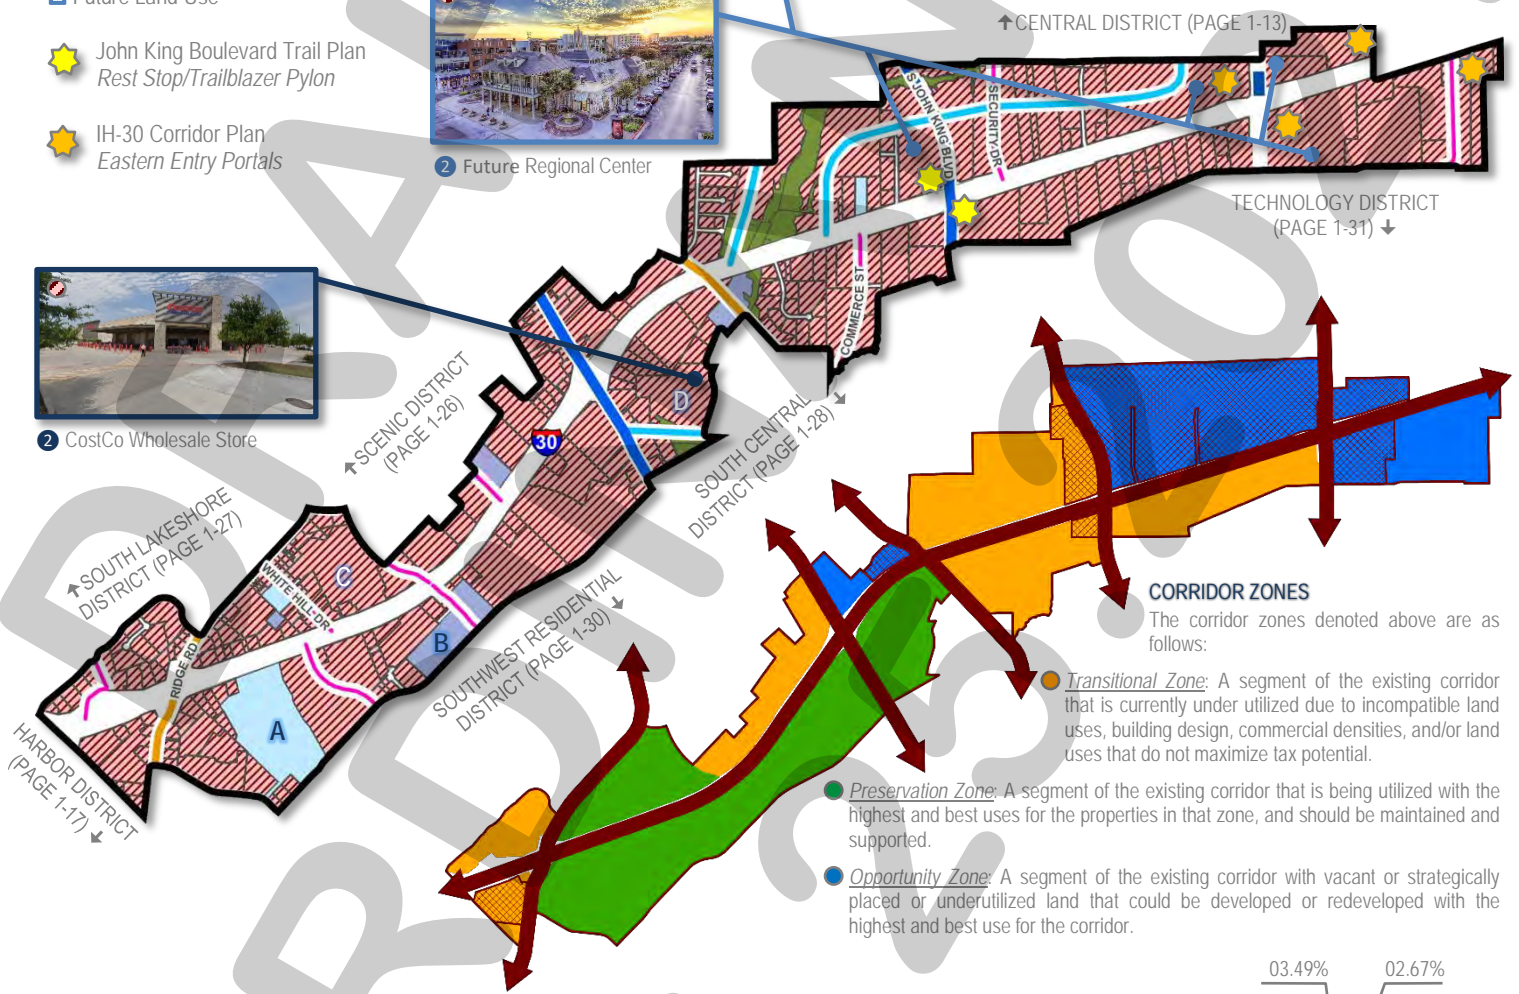 Future Land Use
John King Boulevard Trail Plan
Rest Stop/Trailblazer Pylon
IH-30 Corridor Plan
Eastern Entry Portals
2 Future Regional Center
↑CENTRAL DISTRICT (PAGE 1-13)
S JOHN KING BLVD
SECURITY DR
TECHNOLOGY DISTRICT
(PAGE 1-31) ↓
COMMERCE ST
2 CostCo Wholesale Store
↖SCENIC DISTRICT
(PAGE 1-26)
30
D
SOUTH CENTRAL
DISTRICT (PAGE 1-28) ↘
↖SOUTH LAKESHORE
DISTRICT (PAGE 1-27)
WHITE HILL DR
C
B
SOUTHWEST RESIDENTIAL
DISTRICT (PAGE 1-30) ↘
RIDGE RD
A
HARBOR DISTRICT
(PAGE 1-17) ↙
CORRIDOR ZONES
The corridor zones denoted above are as
follows:
Transitional Zone: A segment of the existing corridor
that is currently under utilized due to incompatible land
uses, building design, commercial densities, and/or land
uses that do not maximize tax potential.
Preservation Zone: A segment of the existing corridor that is being utilized with the
highest and best uses for the properties in that zone, and should be maintained and
supported.
Opportunity Zone: A segment of the existing corridor with vacant or strategically
placed or underutilized land that could be developed or redeveloped with the
highest and best use for the corridor.
03.49%
02.67%